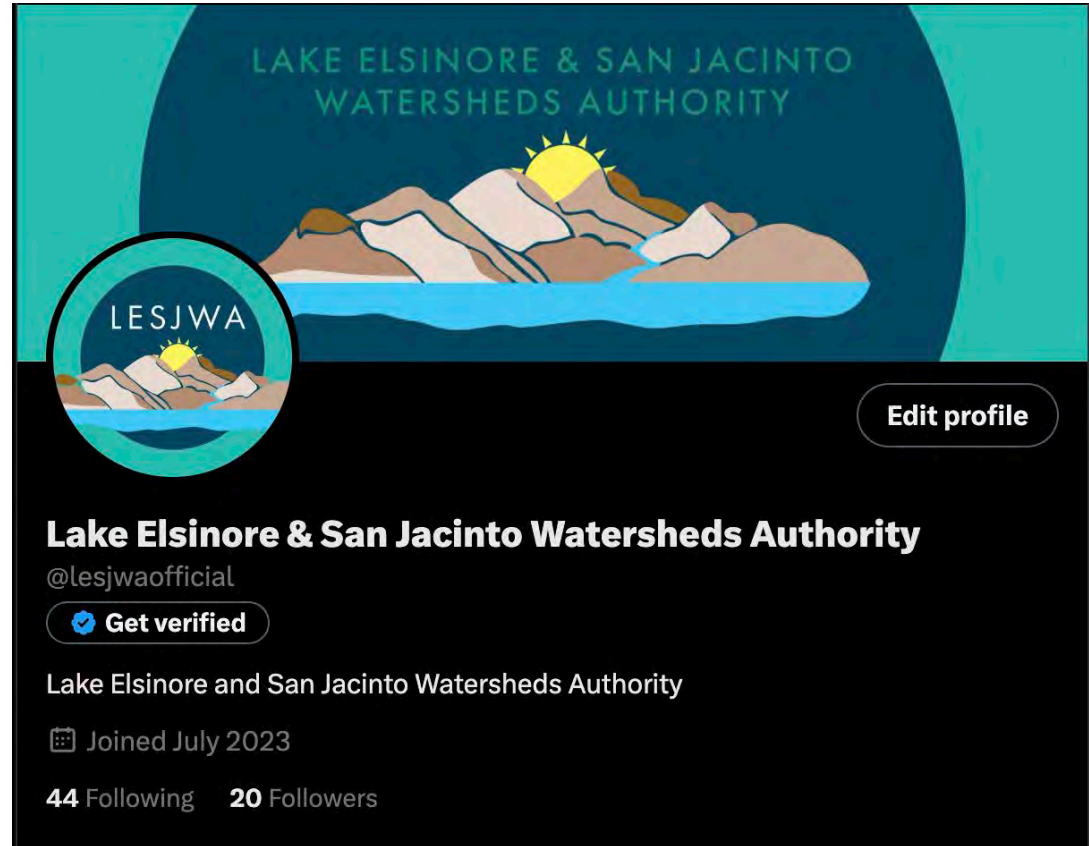 LAKE ELSINORE & SAN JACINTO
WATERSHEDS AUTHORITY
LESJWA
Edit profile
Lake Elsinore & San Jacinto Watersheds Authority
@lesjwaofficial
Get verified
Lake Elsinore and San Jacinto Watersheds Authority
Joined July 2023
44 Following 20 Followers